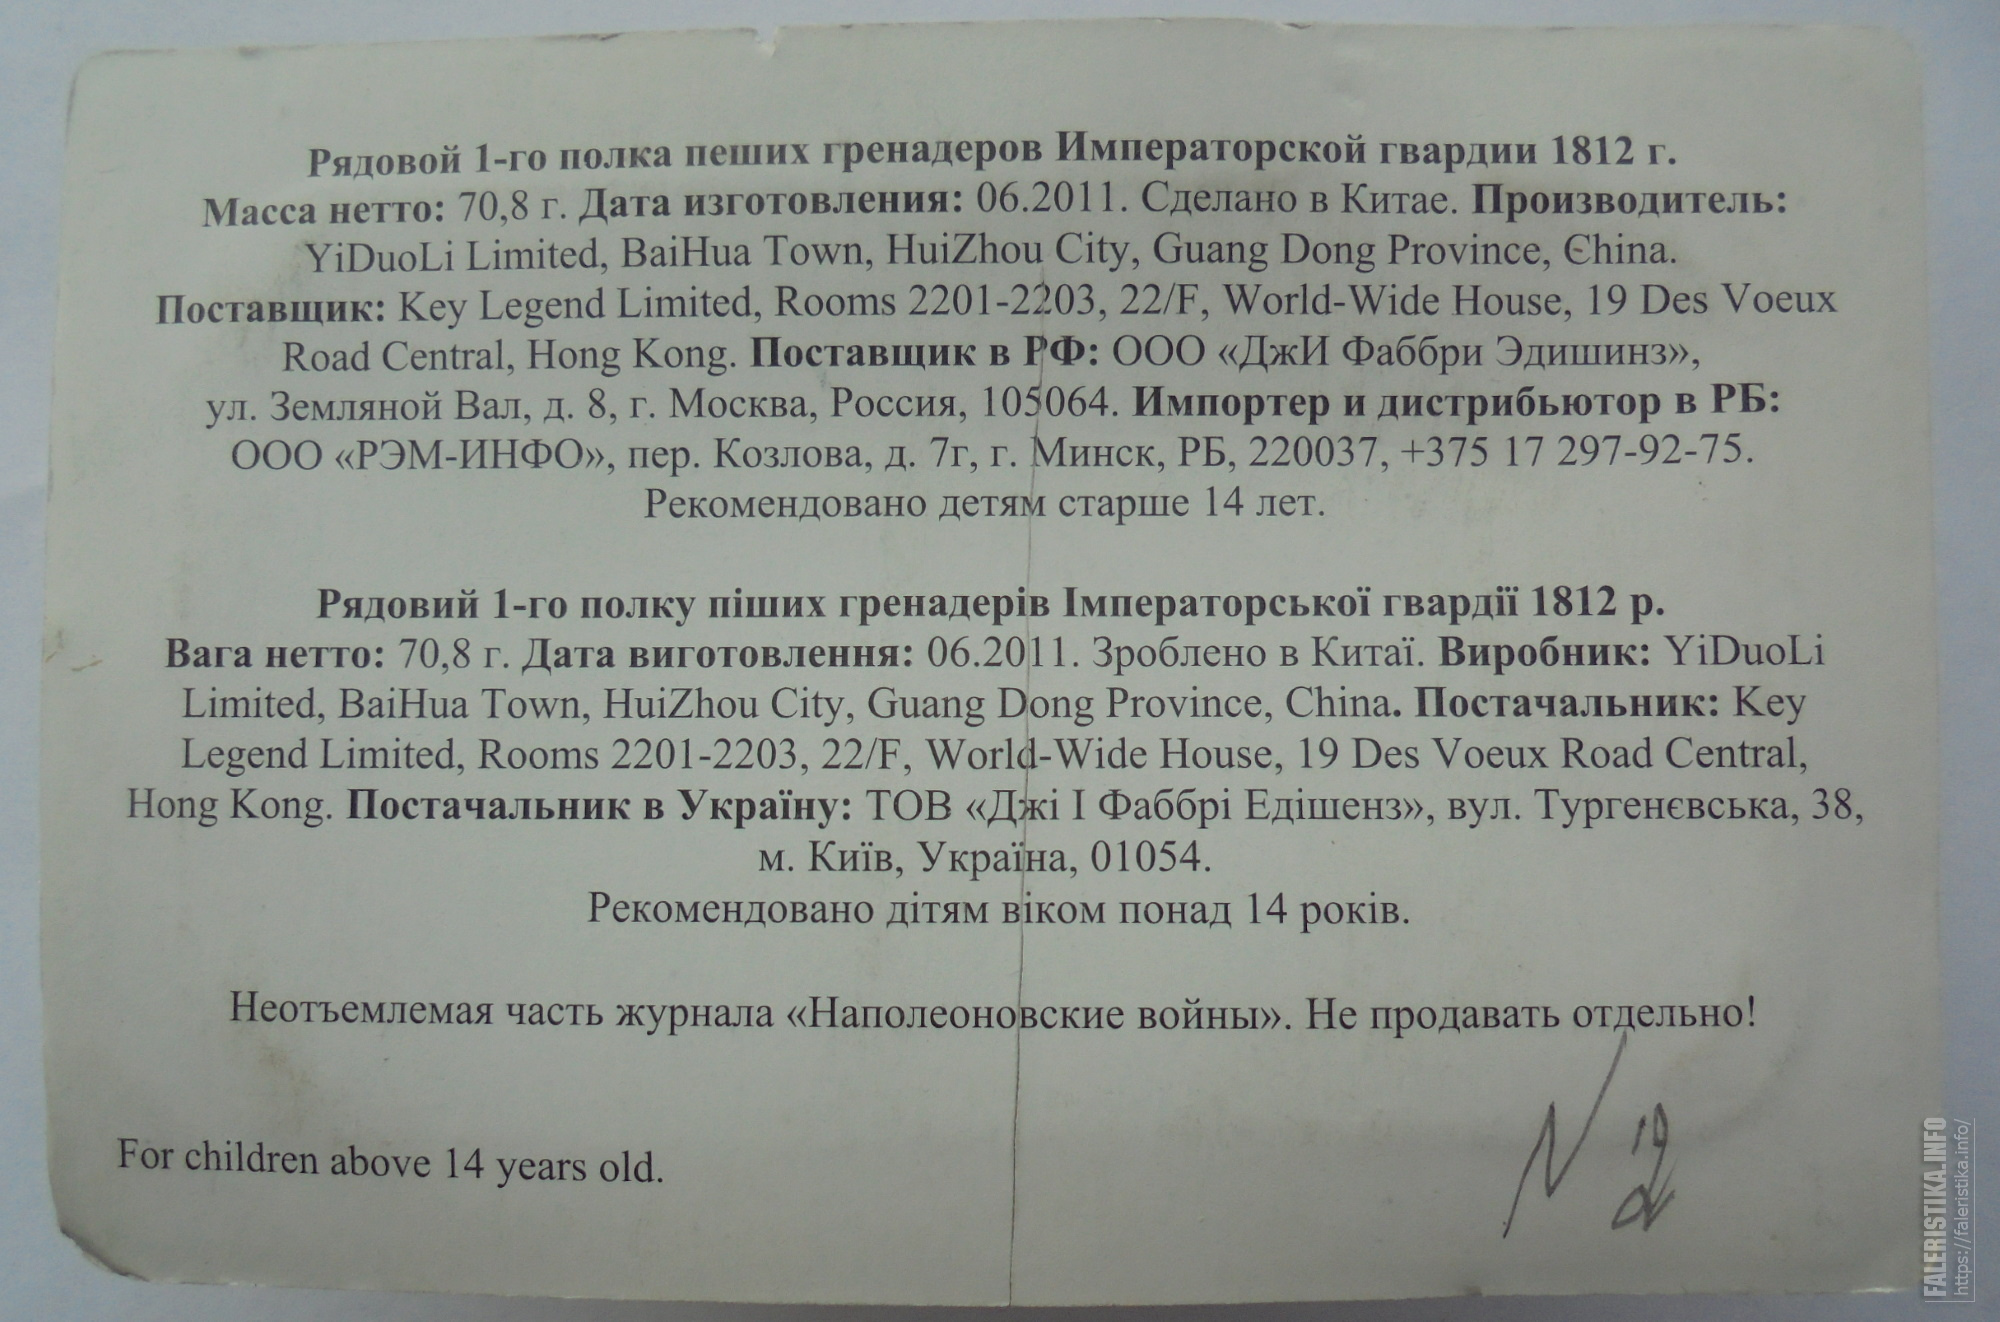 Рядовой 1-го полка пеших гренадеров Императорской гвардии 1812 г.
Масса нетто: 70,8 г. Дата изготовления: 06.2011. Сделано в Китае. Производитель:
YiDuoLi Limited, BaiHua Town, HuiZhou City, Guang Dong Province, China.
Поставщик: Key Legend Limited, Rooms 2201-2203, 22/F, World-Wide House, 19 Des Voeux
Road Central, Hong Kong. Поставщик в РФ: ООО «ДжИ Фаббри Эдишинз»,
ул. Земляной Вал, д. 8, г. Москва, Россия, 105064. Импортер и дистрибьютор в РБ:
ООО «РЭМ-ИНФО», пер. Козлова, д. 7г, г. Минск, РБ, 220037, +375 17 297-92-75.
Рекомендовано детям старше 14 лет.
Рядовий 1-го полку піших гренадерів Імператорської гвардії 1812 р.
Вага нетто: 70,8 г. Дата виготовлення: 06.2011. Зроблено в Китаї. Виробник: YiDuoLi
Limited, BaiHua Town, HuiZhou City, Guang Dong Province, China. Постачальник: Key
Legend Limited, Rooms 2201-2203, 22/F, World-Wide House, 19 Des Voeux Road Central,
Hong Kong. Постачальник в Україну: ТОВ «Джі І Фаббрі Едішенз», вул. Тургенєвська, 38,
м. Київ, Україна, 01054.
Рекомендовано дітям віком понад 14 років.
Неотъемлемая часть журнала «Наполеоновские войны». Не продавать отдельно!
For children above 14 years old.
FALERISTIKA.INFO
https://faleristika.info/